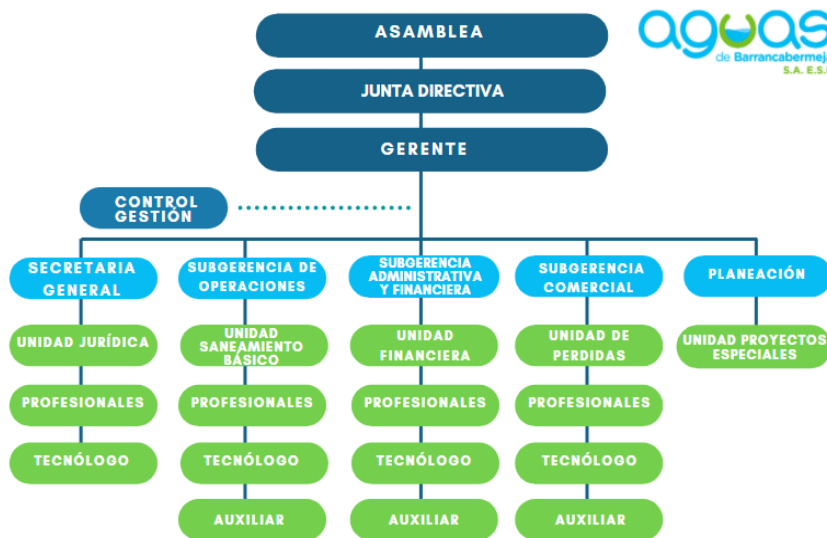 ASAMBLEA
aguas
de Barrancabermeja
S.A. E.S.
JUNTA DIRECTIVA
GERENTE
CONTROL
GESTIÓN
SECRETARIA
GENERAL
SUBGERENCIA DE
OPERACIONES
SUBGERENCIA
ADMINISTRATIVA
Y FINANCIERA
SUBGERENCIA
COMERCIAL
PLANEACIÓN
UNIDAD JURÍDICA
UNIDAD
SANEAMIENTO
BÁSICO
UNIDAD
FINANCIERA
UNIDAD DE
PERDIDAS
UNIDAD PROYECTOS
ESPECIALES
PROFESIONALES
PROFESIONALES
PROFESIONALES
PROFESIONALES
TECNÓLOGO
TECNÓLOGO
TECNÓLOGO
TECNÓLOGO
AUXILIAR
AUXILIAR
AUXILIAR